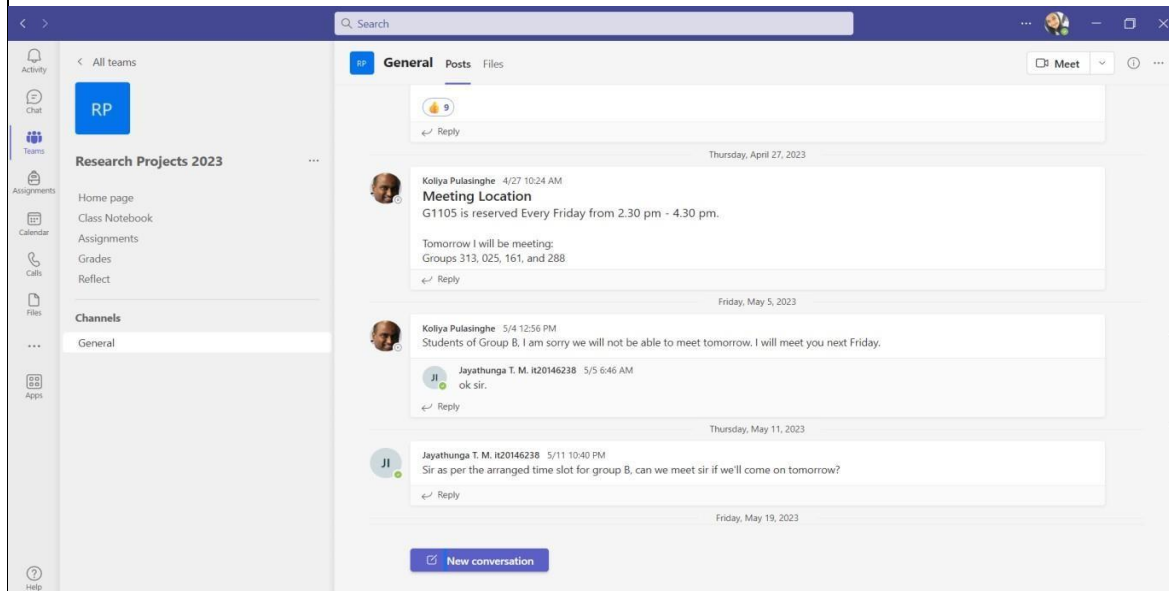 Search
...
Activity
Chat
Teams
Assignments
Calendar
Calls
Files
...
Apps
Help
All teams
RP
Research Projects 2023
...
Home page
Class Notebook
Assignments
Grades
Reflect
Channels
General
RP General Posts Files
Meet
...
9
Reply
Thursday, April 27, 2023
Koliya Pulasinghe 4/27 10:24 AM
Meeting Location
G1105 is reserved Every Friday from 2.30 pm - 4.30 pm.
Tomorrow I will be meeting:
Groups 313, 025, 161, and 288
Reply
Friday, May 5, 2023
Koliya Pulasinghe 5/4 12:56 PM
Students of Group B, I am sorry we will not be able to meet tomorrow. I will meet you next Friday.
JI
Jayathunga T. M. it20146238 5/5 6:46 AM
ok sir.
Reply
Thursday, May 11, 2023
JI
Jayathunga T. M. it20146238 5/11 10:40 PM
Sir as per the arranged time slot for group B, can we meet sir if we'll come on tomorrow?
Reply
Friday, May 19, 2023
New conversation